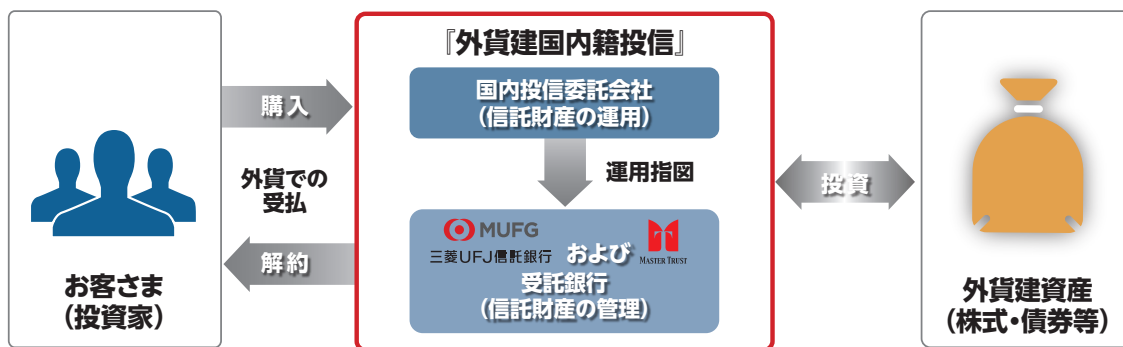 お客さま
（投資家）
購入
外貨での
受払
解約
『外貨建国内籍投信』
国内投信委託会社
（信託財産の運用）
運用指図
MUFG
三菱UFJ信託銀行 および MASTER TRUST
受託銀行
（信託財産の管理）
投資
外貨建資産
（株式・債券等）